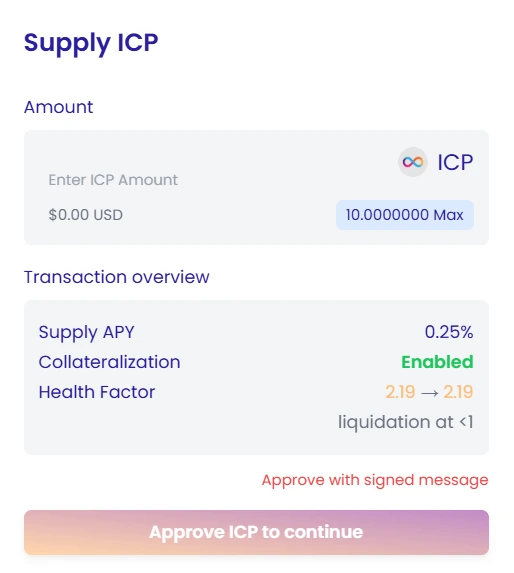 Supply ICP
Amount
ICP
Enter ICP Amount
$0.00 USD 10.0000000 Max
Transaction overview
Supply APY 0.25%
Collateralization Enabled
Health Factor 2.19 → 2.19
liquidation at <1
Approve with signed message
Approve ICP to continue